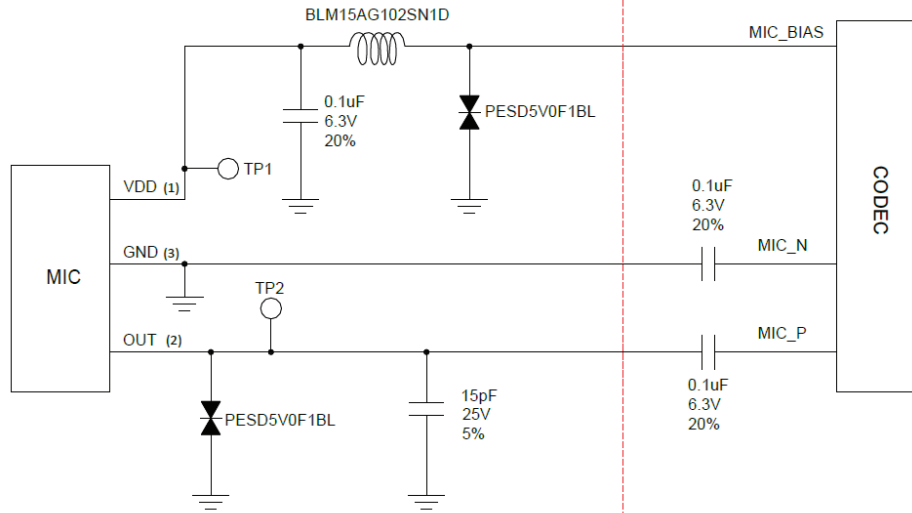 BLM15AG102SN1D
MIC_BIAS
0.1uF
6.3V
20%
PESD5V0F1BL
TP1
VDD (1)
0.1uF
6.3V
20%
CODEC
GND (3)
MIC_N
MIC
TP2
OUT (2)
MIC_P
PESD5V0F1BL
15pF
25V
5%
0.1uF
6.3V
20%